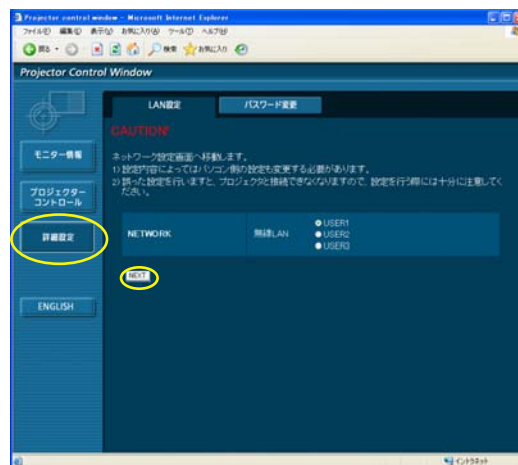 Projector control window - Microsoft Internet Explorer
ファイル(F) 編集(E) 表示(V) お気に入り(A) ツール(T) ヘルプ(H)
戻る 検索 お気に入り
Projector Control Window
LAN設定 パスワード変更
CAUTION!
ネットワーク設定画面へ移動します。
1) 設定内容によってはパソコン側の設定も変更する必要があります。
2) 誤った設定を行いますと、プロジェクタと接続できなくなりますので、設定を行う際には十分に注意してく
ださい。
モニター情報
プロジェクター
コントロール
詳細設定
NETWORK 無線LAN
USER1
USER2
USER3
NEXT
ENGLISH
イントラネット